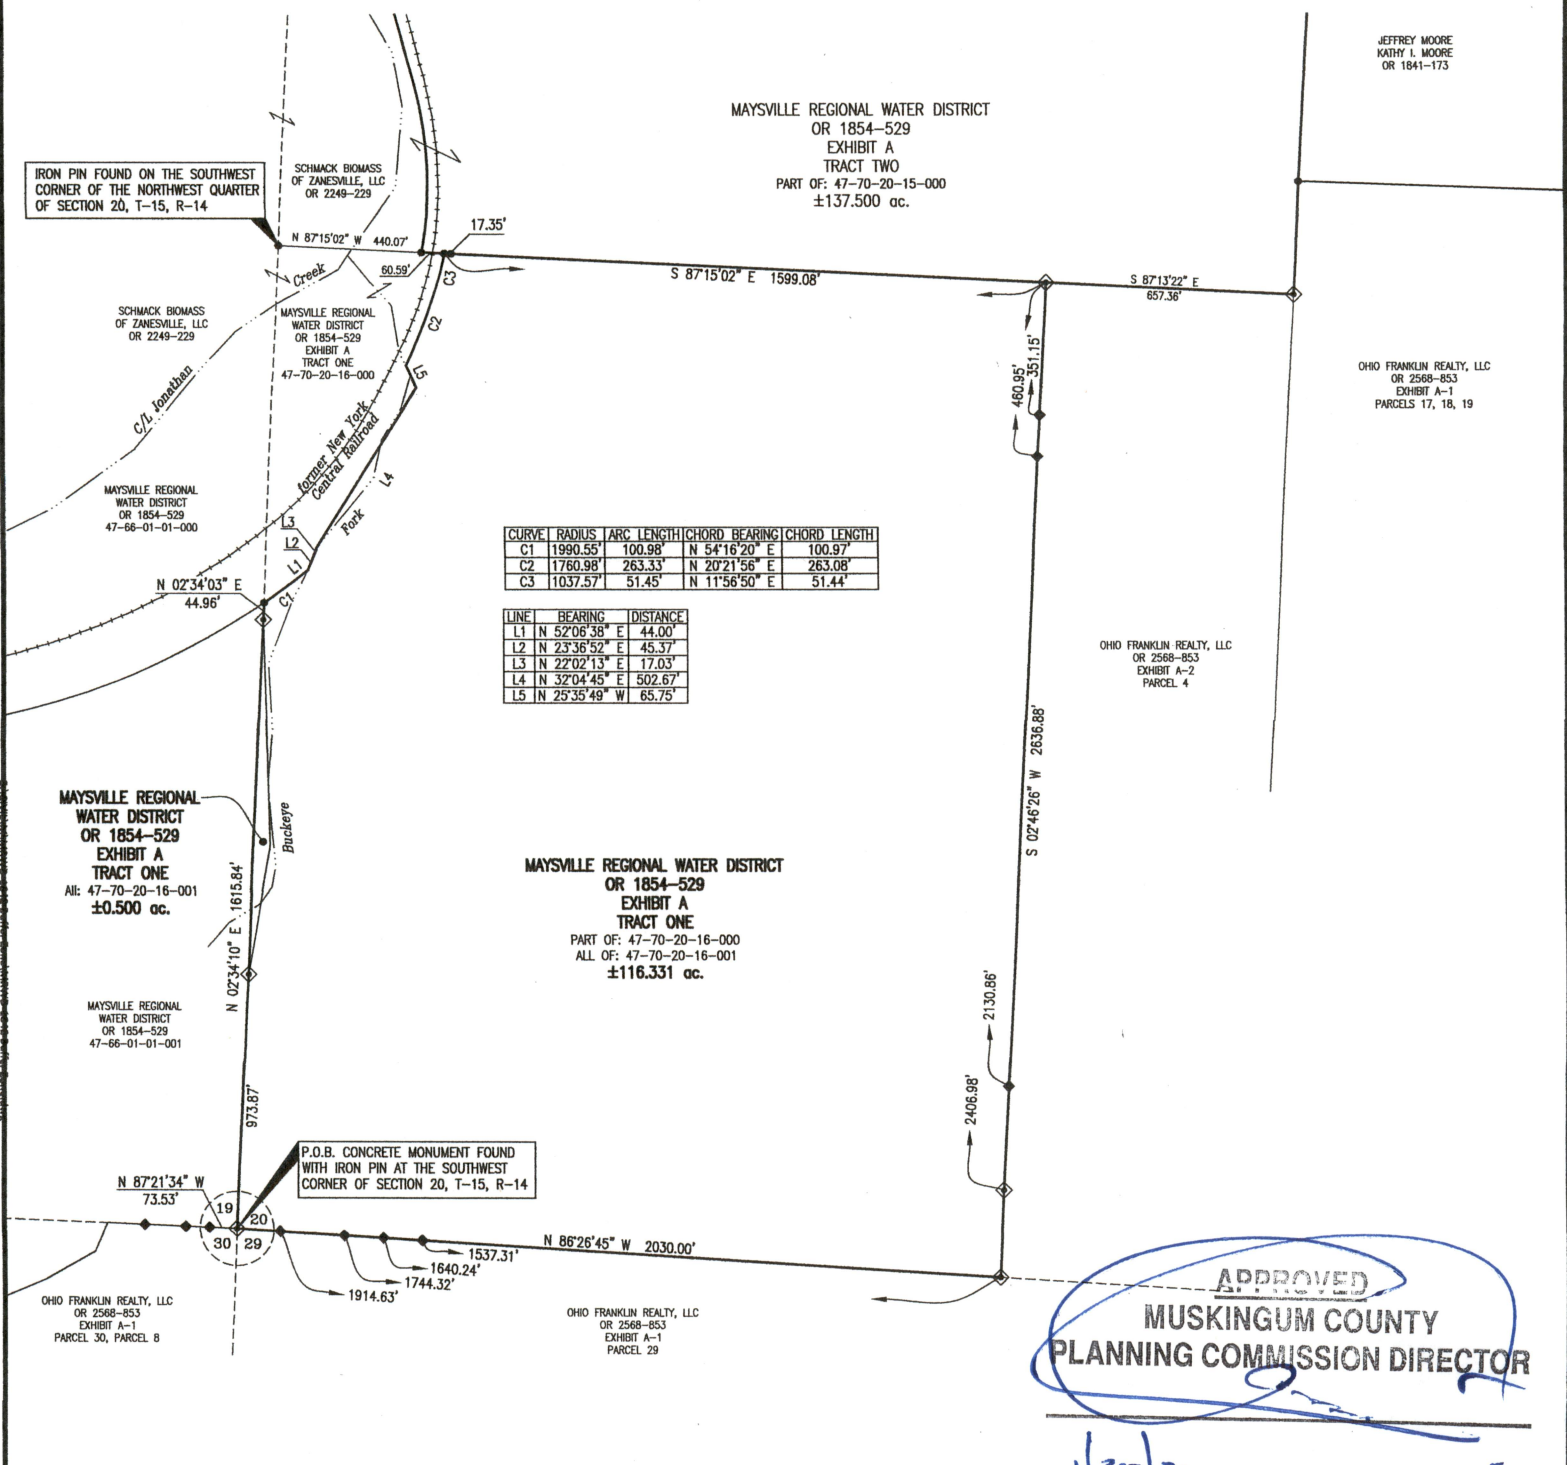 JEFFREY MOORE
KATHY I. MOORE
OR 1841-173
MAYSVILLE REGIONAL WATER DISTRICT
OR 1854-529
EXHIBIT A
TRACT TWO
PART OF: 47-70-20-15-000
±137.500 ac.
IRON PIN FOUND ON THE SOUTHWEST
CORNER OF THE NORTHWEST QUARTER
OF SECTION 20, T-15, R-14
SCHMACK BIOMASS
OF ZANESVILLE, LLC
OR 2249-229
N 87°15'02" W 440.07'
17.35'
60.59'
C3
S 87°15'02" E 1599.08'
S 87°13'22" E
657.36'
Creek
SCHMACK BIOMASS
OF ZANESVILLE, LLC
OR 2249-229
MAYSVILLE REGIONAL
WATER DISTRICT
OR 1854-529
EXHIBIT A
TRACT ONE
47-70-20-16-000
C2
L5
351.15'
460.95'
OHIO FRANKLIN REALTY, LLC
OR 2568-853
EXHIBIT A-1
PARCELS 17, 18, 19
C/L Jonathan
former New York
Central Railroad
L4
Fork
MAYSVILLE REGIONAL
WATER DISTRICT
OR 1854-529
47-66-01-01-000
L3
L2
L1
C1
N 02°34'03" E
44.96'
CURVE RADIUS ARC LENGTH CHORD BEARING CHORD LENGTH
C1 1990.55' 100.98' N 54°16'20" E 100.97'
C2 1760.98' 263.33' N 20°21'56" E 263.08'
C3 1037.57' 51.45' N 11°56'50" E 51.44'
LINE BEARING DISTANCE
L1 N 52°06'38" E 44.00'
L2 N 23°36'52" E 45.37'
L3 N 22°02'13" E 17.03'
L4 N 32°04'45" E 502.67'
L5 N 25°35'49" W 65.75'
OHIO FRANKLIN REALTY, LLC
OR 2568-853
EXHIBIT A-2
PARCEL 4
S 02°46'26" W 2636.88'
MAYSVILLE REGIONAL
WATER DISTRICT
OR 1854-529
EXHIBIT A
TRACT ONE
All: 47-70-20-16-001
±0.500 ac.
Buckeye
N 02°34'10" E 1615.84'
MAYSVILLE REGIONAL WATER DISTRICT
OR 1854-529
EXHIBIT A
TRACT ONE
PART OF: 47-70-20-16-000
ALL OF: 47-70-20-16-001
±116.331 ac.
MAYSVILLE REGIONAL
WATER DISTRICT
OR 1854-529
47-66-01-01-001
973.87'
2130.86'
2406.98'
P.O.B. CONCRETE MONUMENT FOUND
WITH IRON PIN AT THE SOUTHWEST
CORNER OF SECTION 20, T-15, R-14
N 87°21'34" W
73.53'
19 20
30 29
N 86°26'45" W 2030.00'
1537.31'
1640.24'
1744.32'
1914.63'
OHIO FRANKLIN REALTY, LLC
OR 2568-853
EXHIBIT A-1
PARCEL 30, PARCEL 8
OHIO FRANKLIN REALTY, LLC
OR 2568-853
EXHIBIT A-1
PARCEL 29
APPROVED
MUSKINGUM COUNTY
PLANNING COMMISSION DIRECTOR